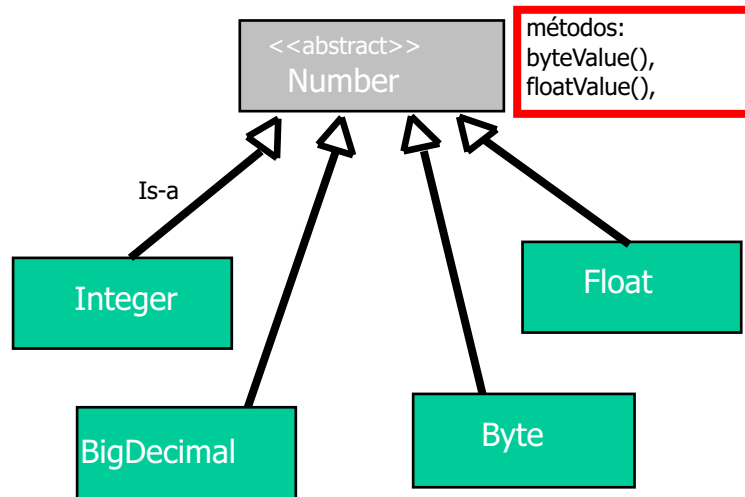 <<abstract>>
Number
métodos:
byteValue(),
floatValue(),
Is-a
Integer
Float
BigDecimal
Byte